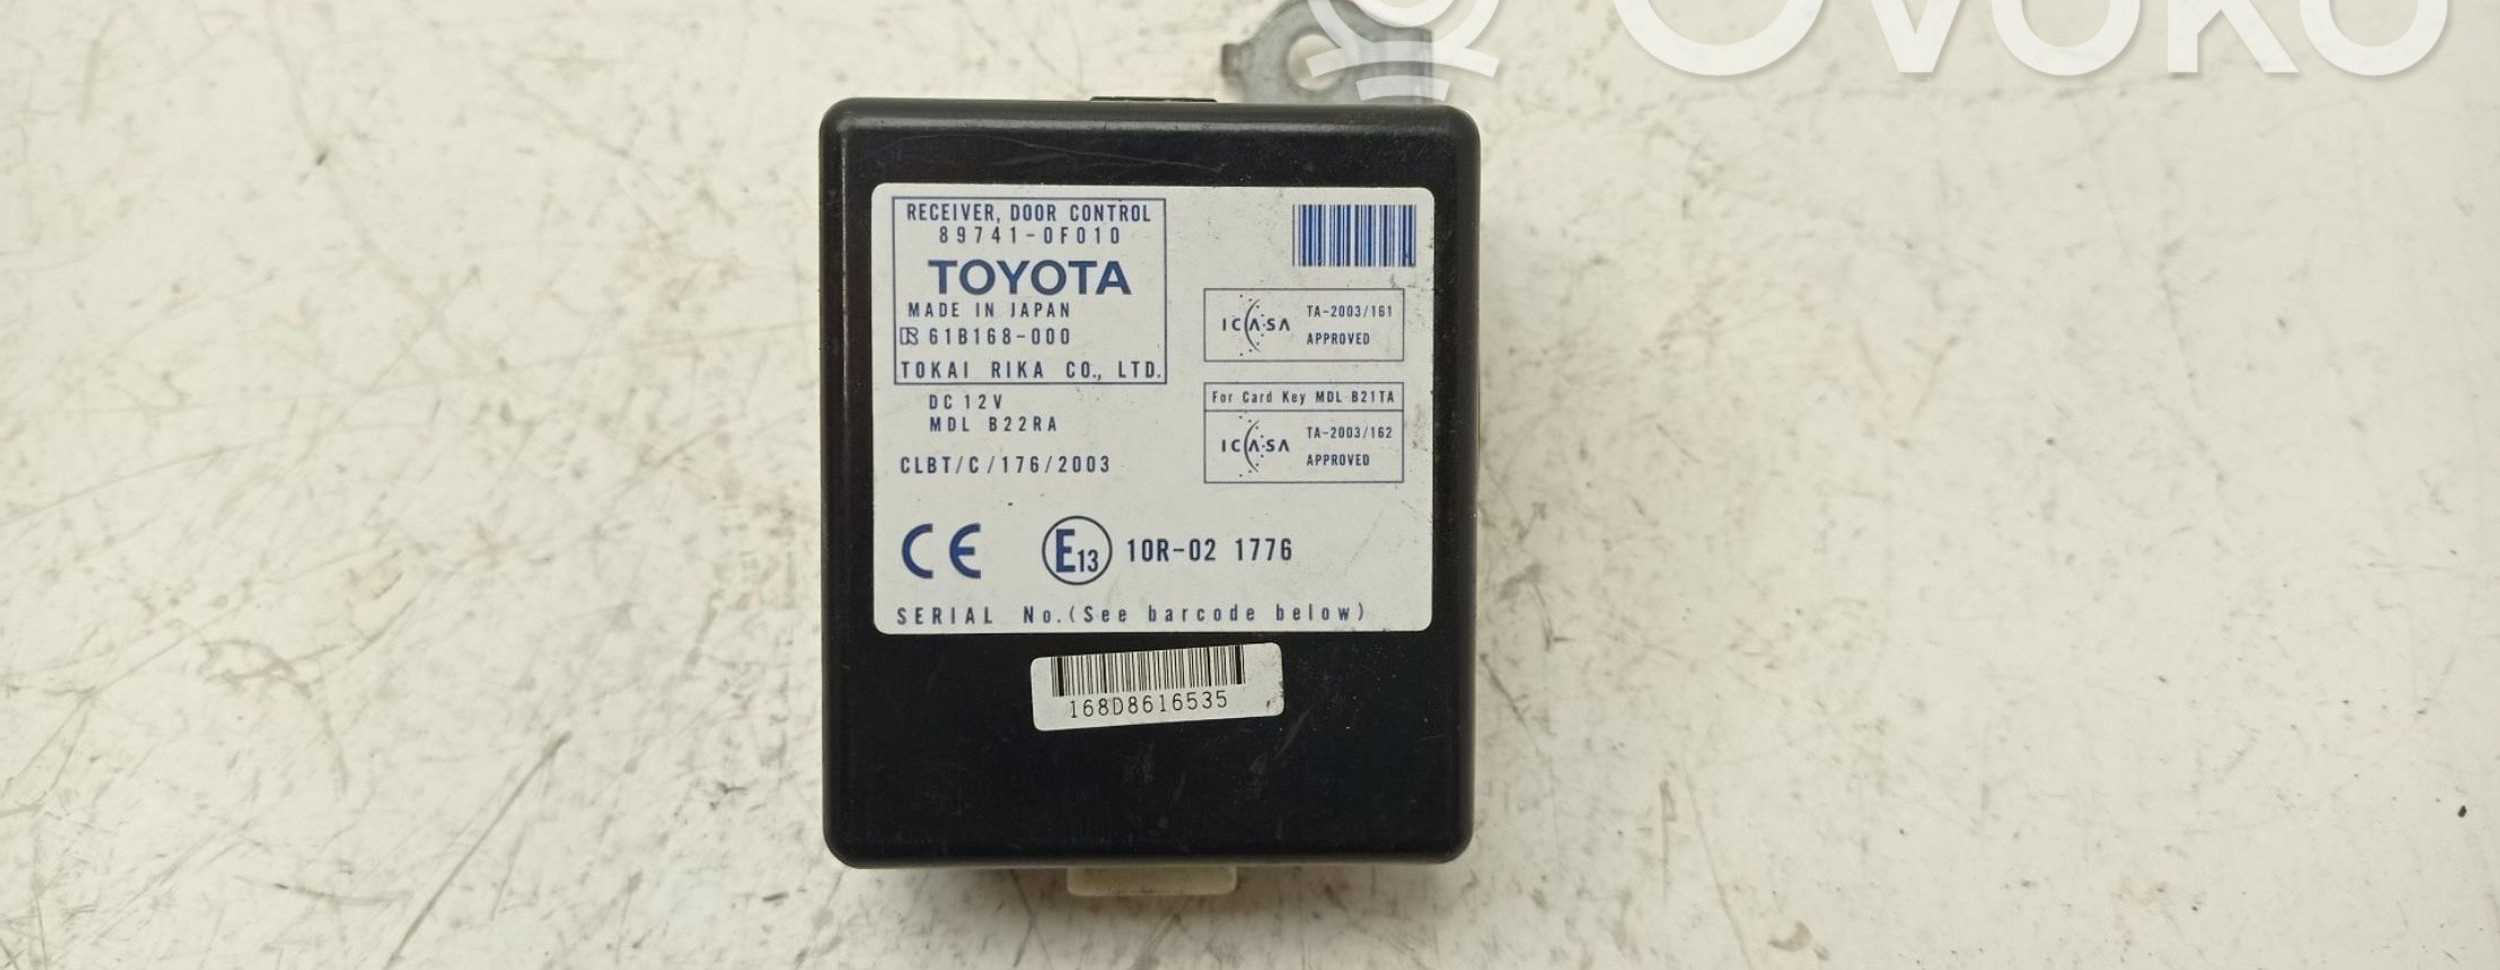 OVOKO
RECEIVER, DOOR CONTROL
89741-0F010
TOYOTA
MADE IN JAPAN
61B168-000
TOKAI RIKA CO., LTD.
DC 12V
MDL B22RA
CLBT/C/176/2003
ICASA TA-2003/161
APPROVED
For Card Key MDL B21TA
ICASA TA-2003/162
APPROVED
CE E13 10R-02 1776
SERIAL No.(See barcode below)
168D8616535